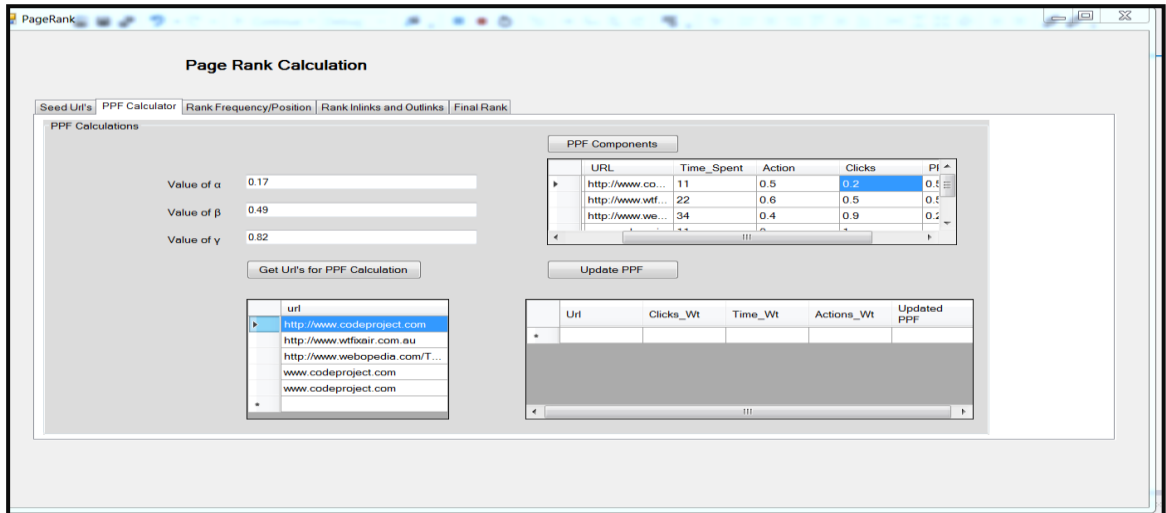 PageRank
Page Rank Calculation
Seed Url's PPF Calculator Rank Frequency/Position Rank Inlinks and Outlinks Final Rank
PPF Calculations
PPF Components
URL Time_Spent Action Clicks
http://www.co... 11 0.5 0.2
http://www.wtf... 22 0.6 0.5
http://www.we... 34 0.4 0.9
Value of α 0.17
Value of β 0.49
Value of γ 0.82
Get Url's for PPF Calculation
Update PPF
url
http://www.codeproject.com
http://www.wtfixair.com.au
http://www.webopedia.com/T...
www.codeproject.com
www.codeproject.com
Url Clicks_Wt Time_Wt Actions_Wt Updated PPF